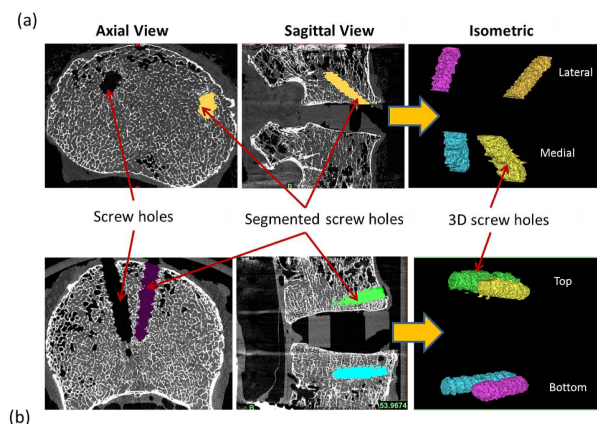 (a)
Axial View
Sagittal View
Isometric
Lateral
Medial
B
Screw holes
Segmented screw holes
3D screw holes
Top
Bottom
B
53.9674
(b)